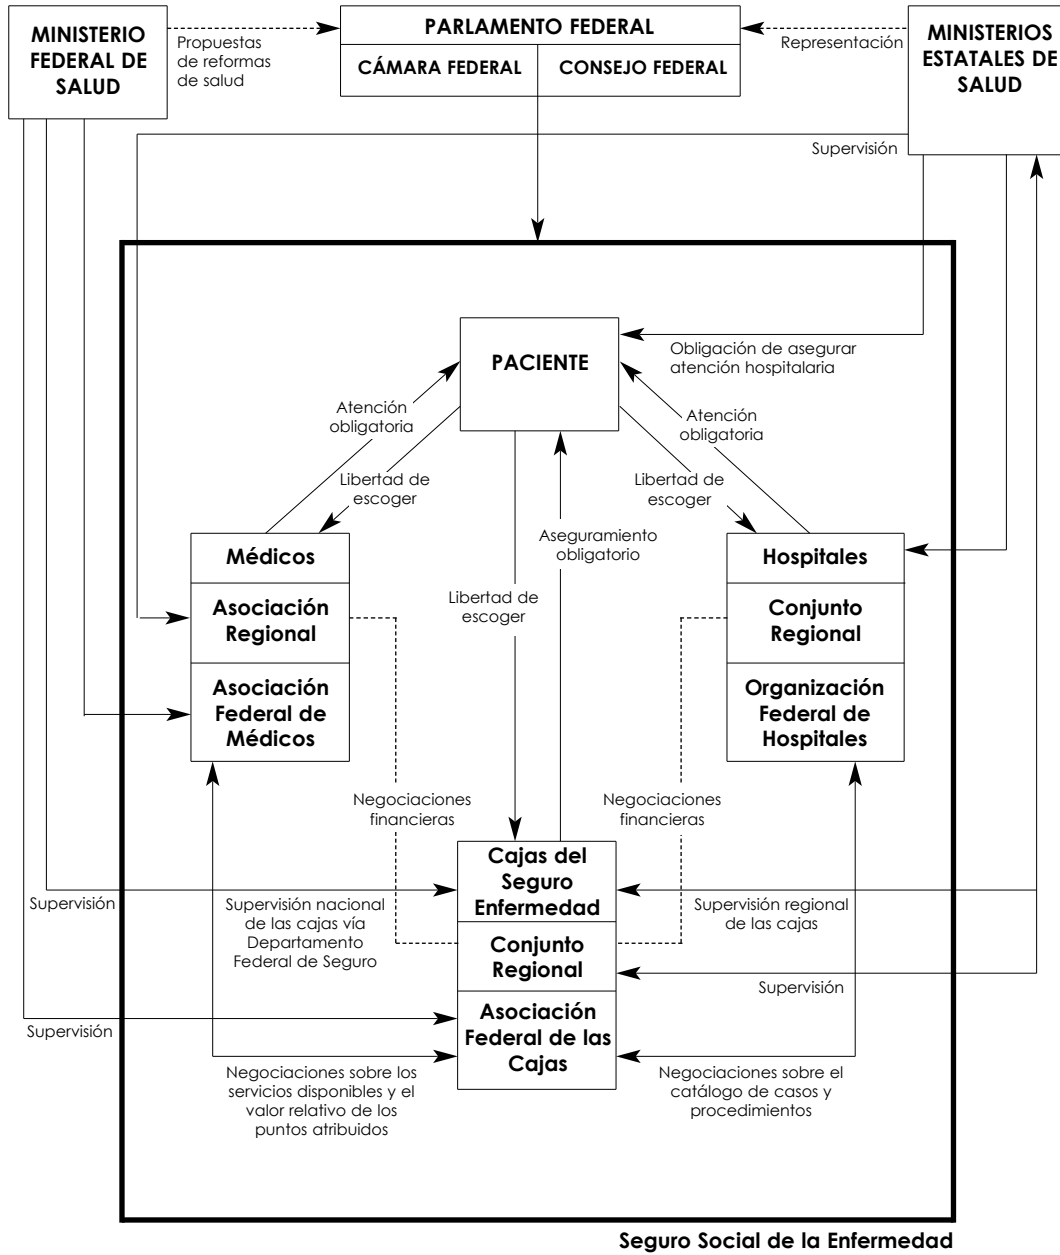 MINISTERIO
FEDERAL DE
SALUD
Propuestas
de reformas
de salud
PARLAMENTO FEDERAL
CÁMARA FEDERAL
CONSEJO FEDERAL
Representación
MINISTERIOS
ESTATALES DE
SALUD
Supervisión
PACIENTE
Obligación de asegurar
atención hospitalaria
Atención
obligatoria
Atención
obligatoria
Libertad de
escoger
Libertad de
escoger
Médicos
Asociación
Regional
Asociación
Federal de
Médicos
Aseguramiento
obligatorio
Libertad de
escoger
Hospitales
Conjunto
Regional
Organización
Federal de
Hospitales
Negociaciones
financieras
Negociaciones
financieras
Cajas del
Seguro
Enfermedad
Conjunto
Regional
Asociación
Federal de las
Cajas
Supervisión
Supervisión nacional
de las cajas vía
Departamento
Federal de Seguro
Supervisión regional
de las cajas
Supervisión
Supervisión
Negociaciones sobre los
servicios disponibles y el
valor relativo de los
puntos atribuidos
Negociaciones sobre el
catálogo de casos y
procedimientos
Seguro Social de la Enfermedad